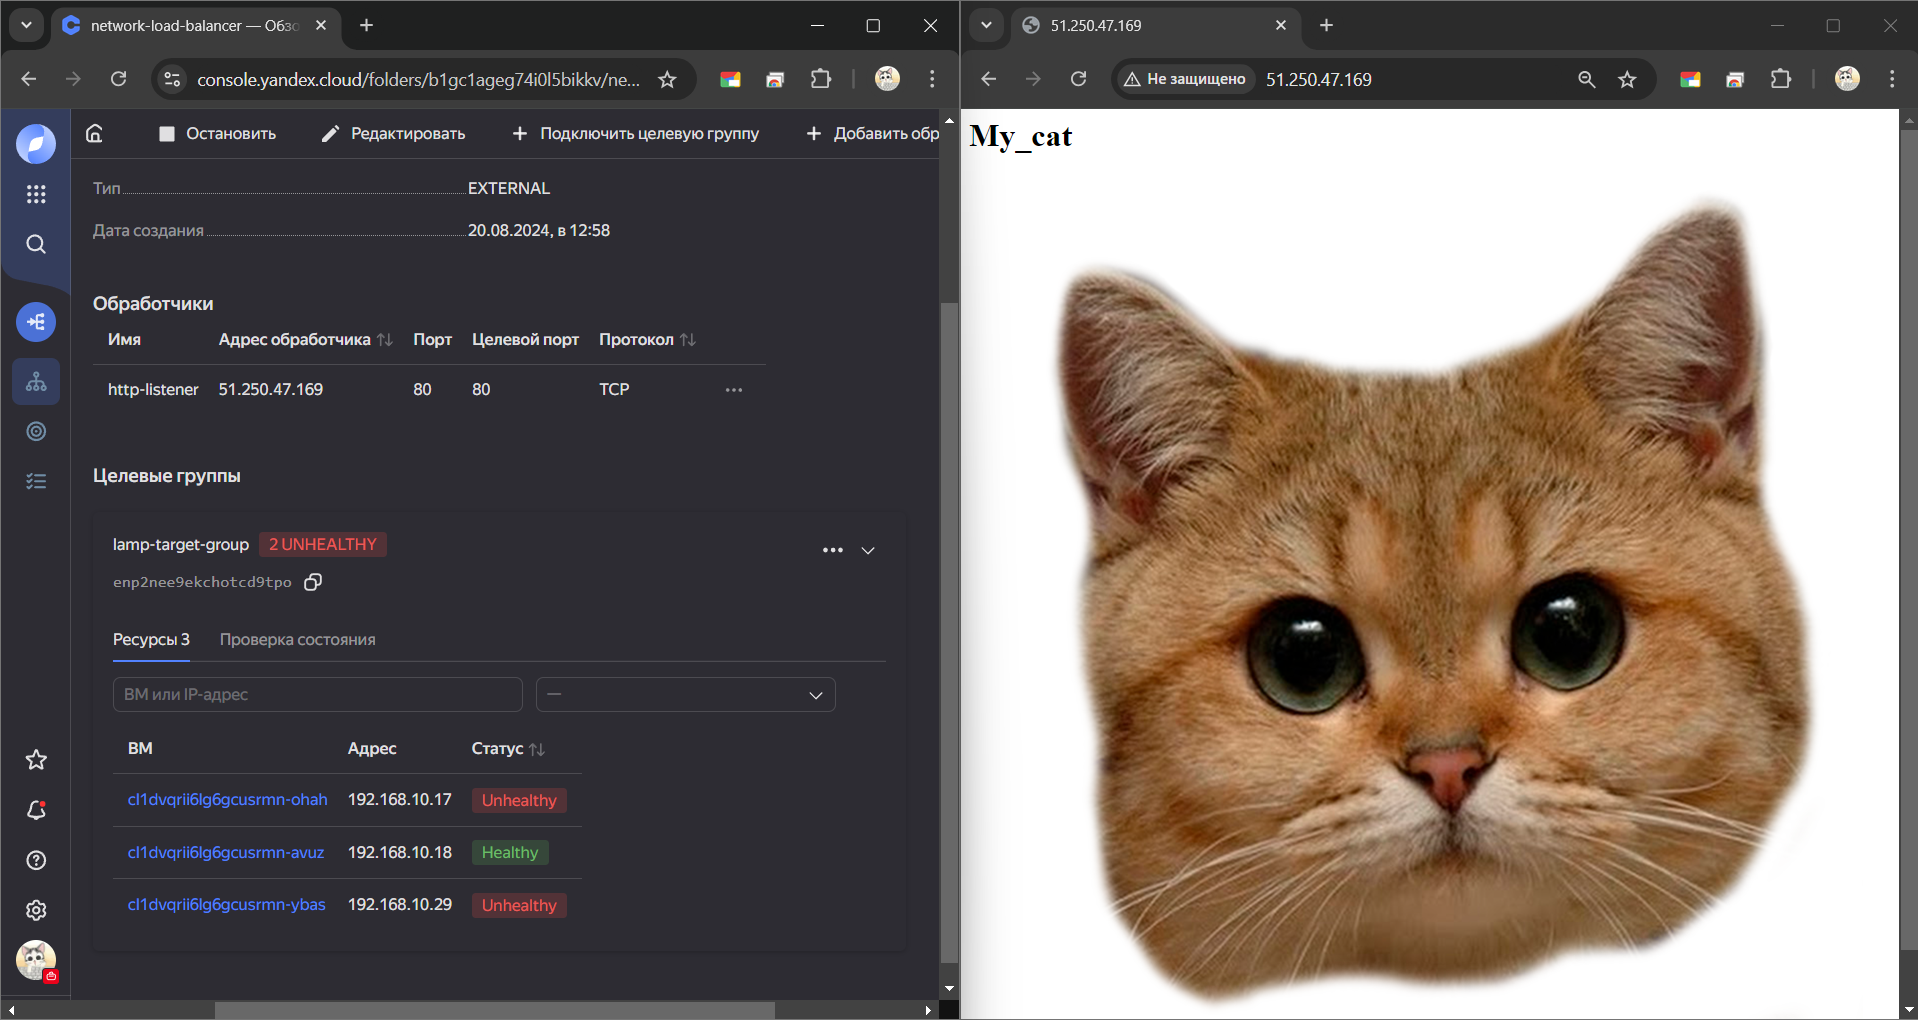 network-load-balancer — Обзо
console.yandex.cloud/folders/b1gc1ageg74i0l5bikkv/ne...
Остановить
Редактировать
Подключить целевую группу
Добавить обр
Тип
EXTERNAL
Дата создания
20.08.2024, в 12:58
Обработчики
Имя Адрес обработчика Порт Целевой порт Протокол
http-listener 51.250.47.169 80 80 TCP
Целевые группы
lamp-target-group 2 UNHEALTHY
enp2nee9ekchotcd9tpo
Ресурсы 3 Проверка состояния
ВМ или IP-адрес —
ВМ Адрес Статус
cl1dvqrii6lg6gcusrmn-ohah 192.168.10.17 Unhealthy
cl1dvqrii6lg6gcusrmn-avuz 192.168.10.18 Healthy
cl1dvqrii6lg6gcusrmn-ybas 192.168.10.29 Unhealthy
51.250.47.169
Не защищено 51.250.47.169
My_cat